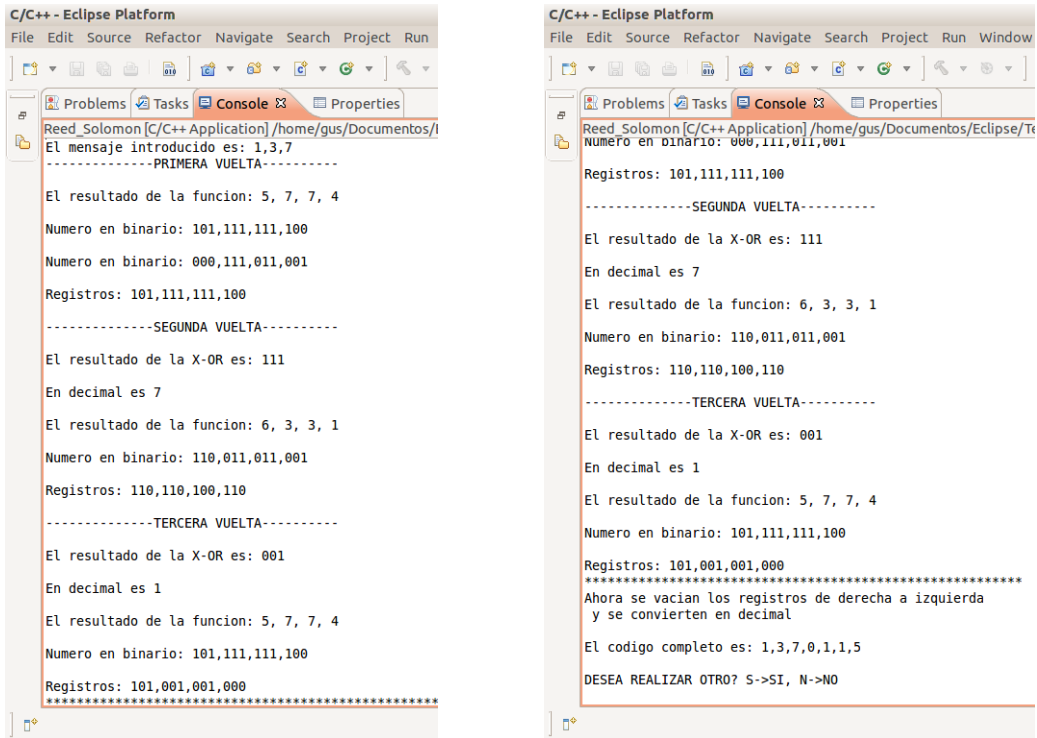 C/C++ - Eclipse Platform
File Edit Source Refactor Navigate Search Project Run
Problems Tasks Console Properties
Reed_Solomon [C/C++ Application] /home/gus/Documentos/
El mensaje introducido es: 1,3,7
--------------PRIMERA VUELTA----------
El resultado de la funcion: 5, 7, 7, 4
Numero en binario: 101,111,111,100
Numero en binario: 000,111,011,001
Registros: 101,111,111,100
--------------SEGUNDA VUELTA----------
El resultado de la X-OR es: 111
En decimal es 7
El resultado de la funcion: 6, 3, 3, 1
Numero en binario: 110,011,011,001
Registros: 110,110,100,110
--------------TERCERA VUELTA----------
El resultado de la X-OR es: 001
En decimal es 1
El resultado de la funcion: 5, 7, 7, 4
Numero en binario: 101,111,111,100
Registros: 101,001,001,000
***************************************************
C/C++ - Eclipse Platform
File Edit Source Refactor Navigate Search Project Run Window
Problems Tasks Console Properties
Reed_Solomon [C/C++ Application] /home/gus/Documentos/Eclipse/Te
Numero en binario: 000,111,011,001
Registros: 101,111,111,100
--------------SEGUNDA VUELTA----------
El resultado de la X-OR es: 111
En decimal es 7
El resultado de la funcion: 6, 3, 3, 1
Numero en binario: 110,011,011,001
Registros: 110,110,100,110
--------------TERCERA VUELTA----------
El resultado de la X-OR es: 001
En decimal es 1
El resultado de la funcion: 5, 7, 7, 4
Numero en binario: 101,111,111,100
Registros: 101,001,001,000
*********************************************************
Ahora se vacian los registros de derecha a izquierda
y se convierten en decimal
El codigo completo es: 1,3,7,0,1,1,5
DESEA REALIZAR OTRO? S->SI, N->NO